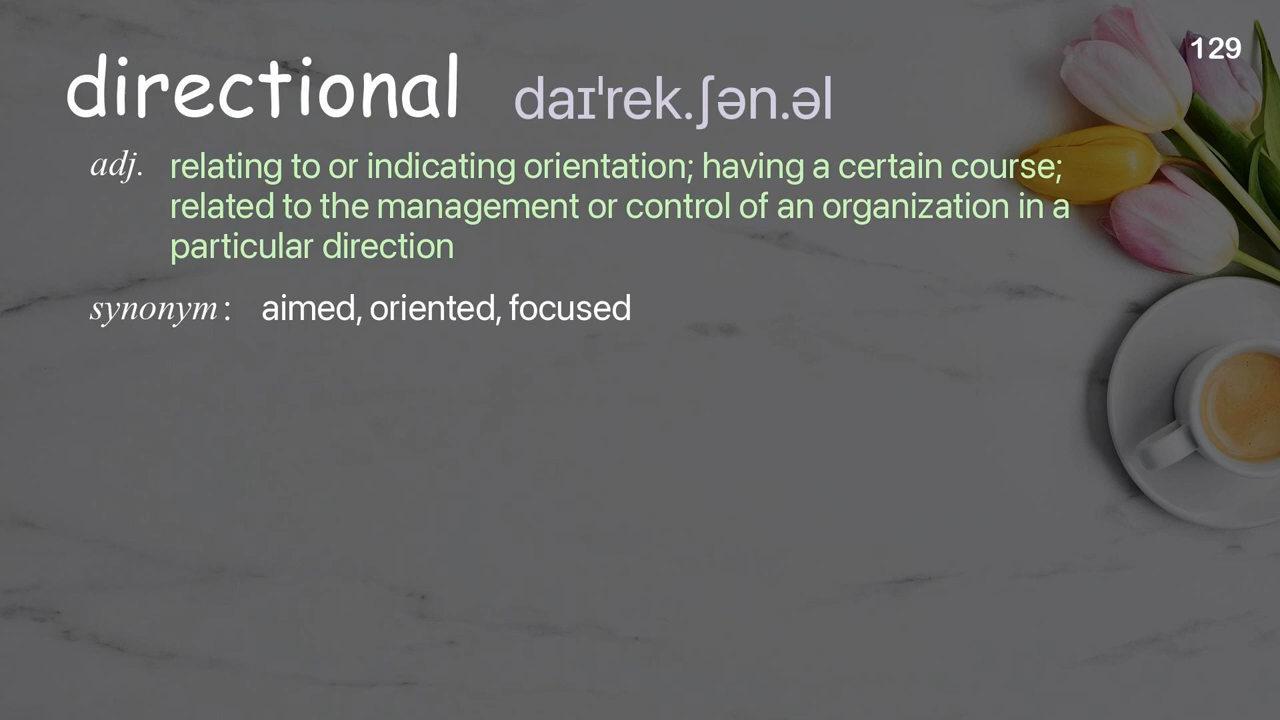 129
directional daɪˈrek.ʃən.əl
adj. relating to or indicating orientation; having a certain course;
related to the management or control of an organization in a
particular direction
synonym: aimed, oriented, focused